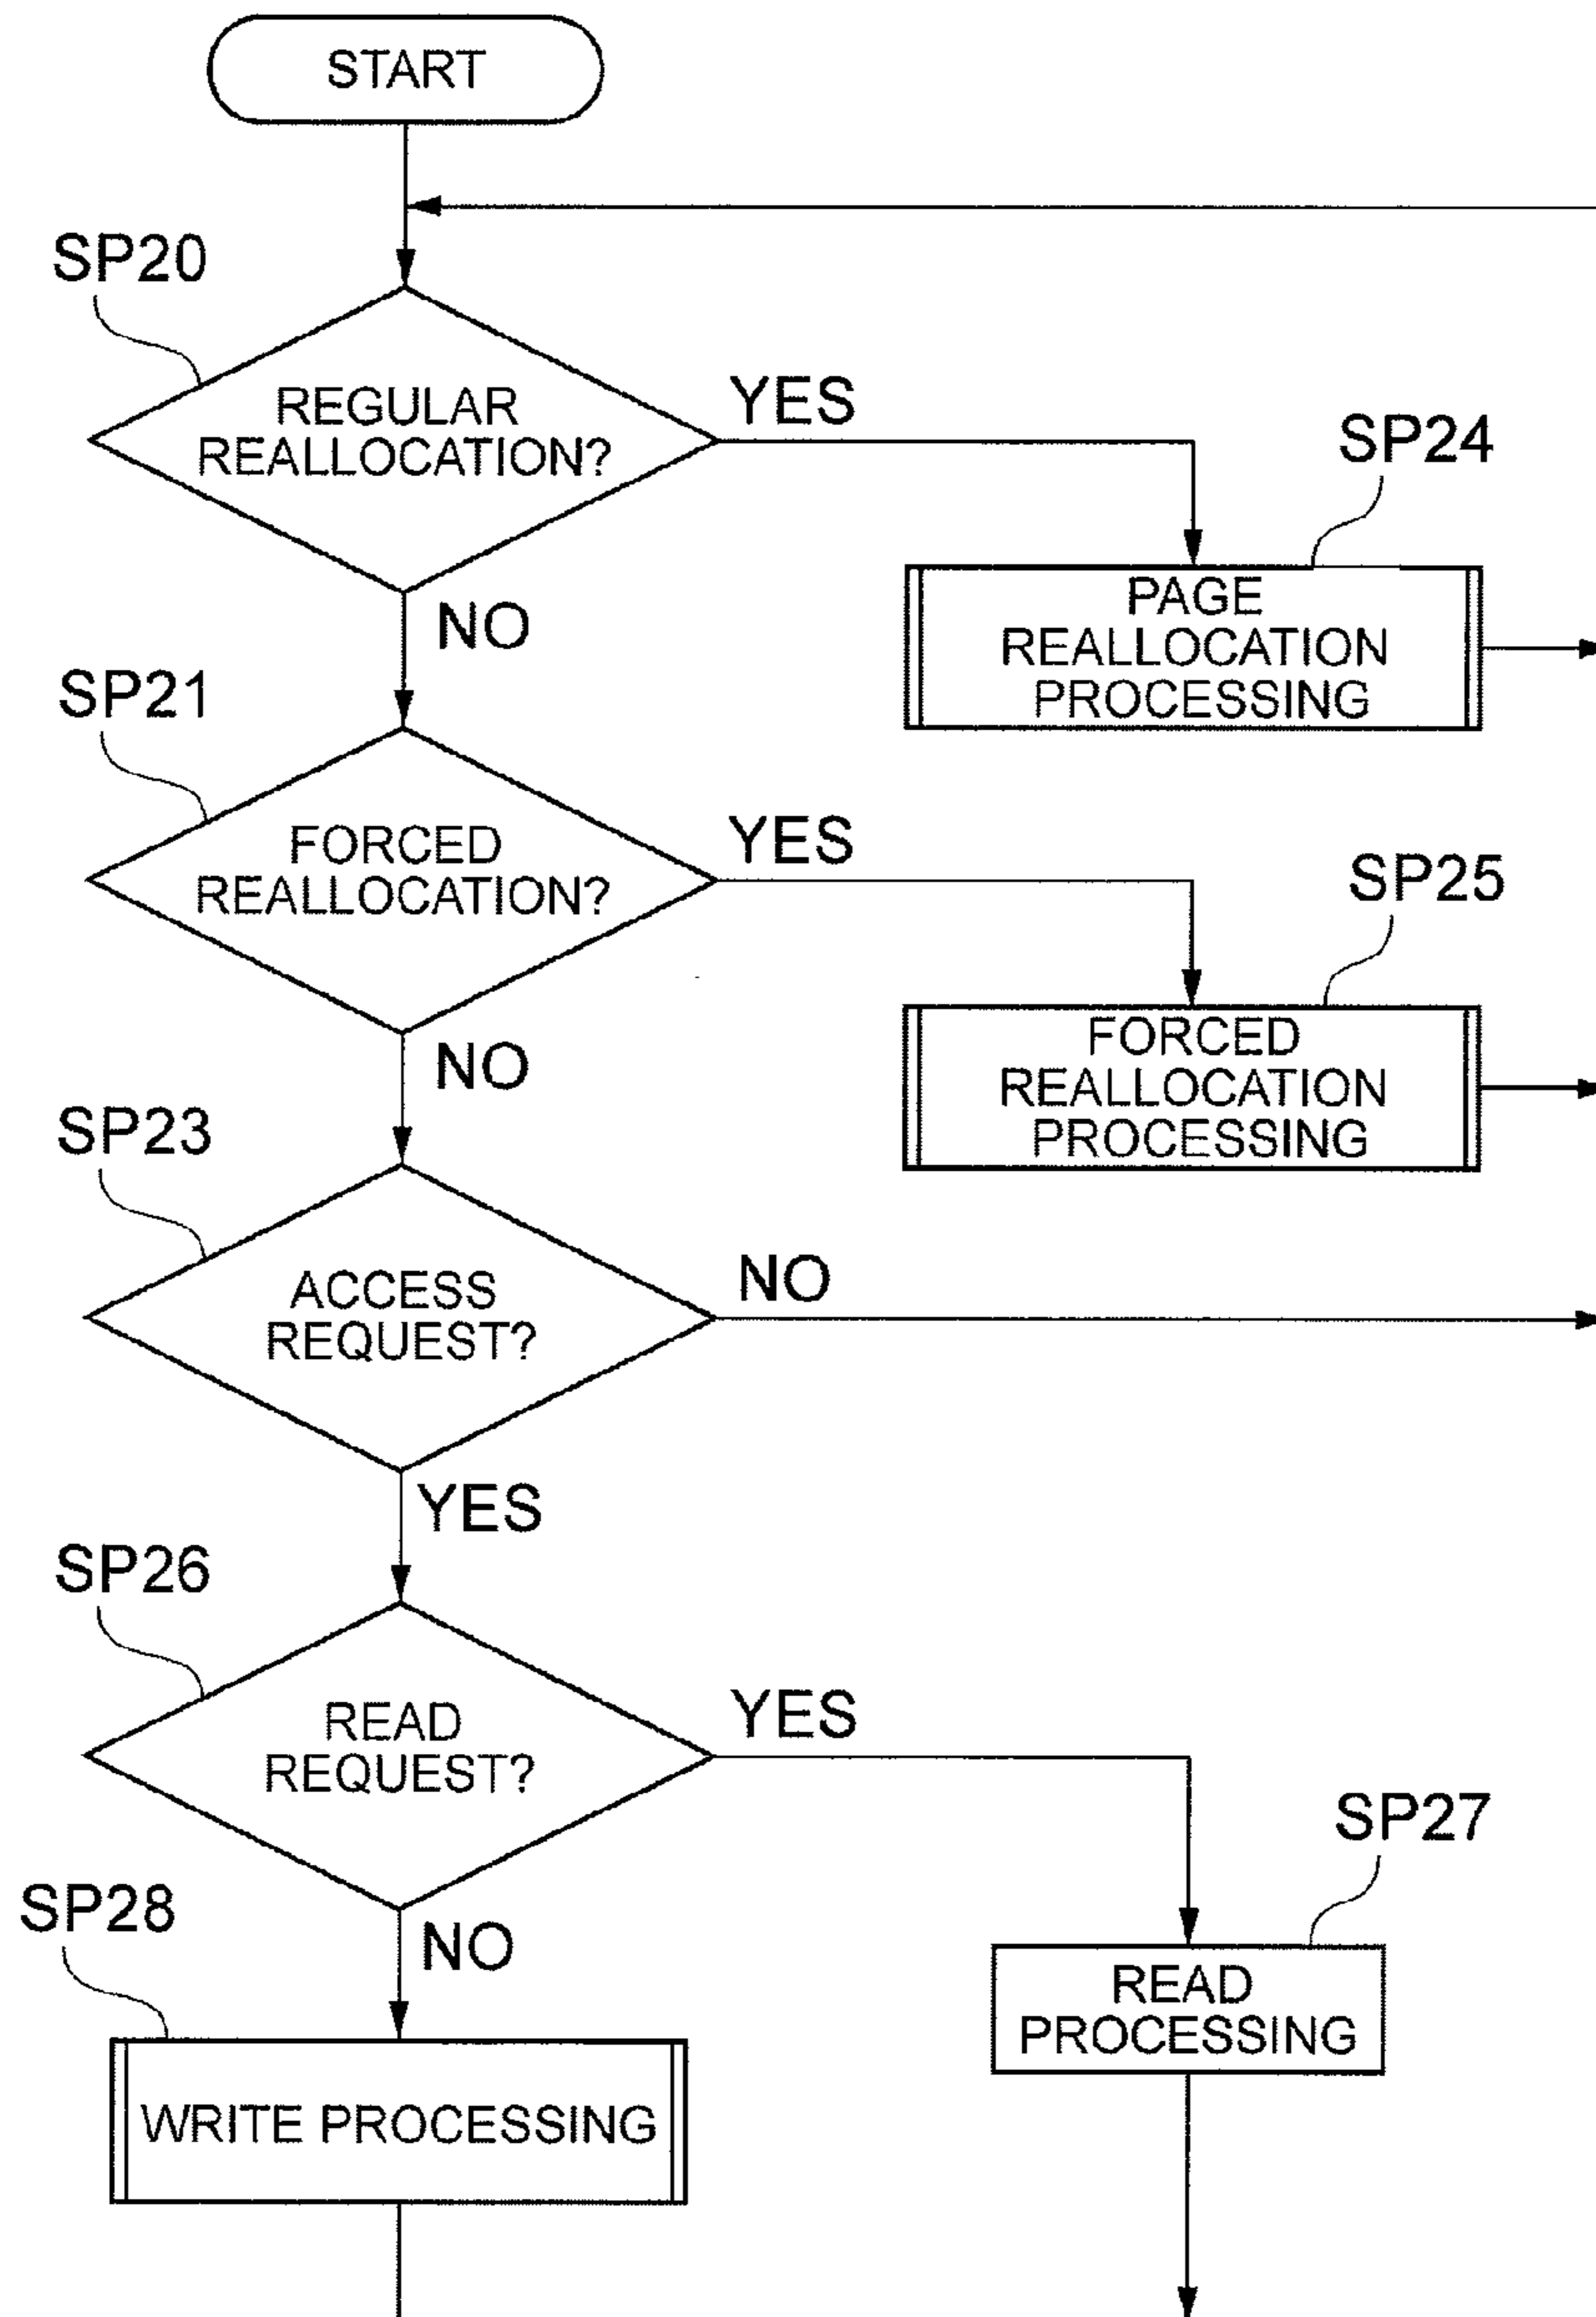 START
SP20
REGULAR
REALLOCATION?
YES
SP24
PAGE
REALLOCATION
PROCESSING
NO
SP21
FORCED
REALLOCATION?
YES
SP25
FORCED
REALLOCATION
PROCESSING
NO
SP23
ACCESS
REQUEST?
NO
YES
SP26
READ
REQUEST?
YES
SP27
READ
PROCESSING
NO
SP28
WRITE PROCESSING